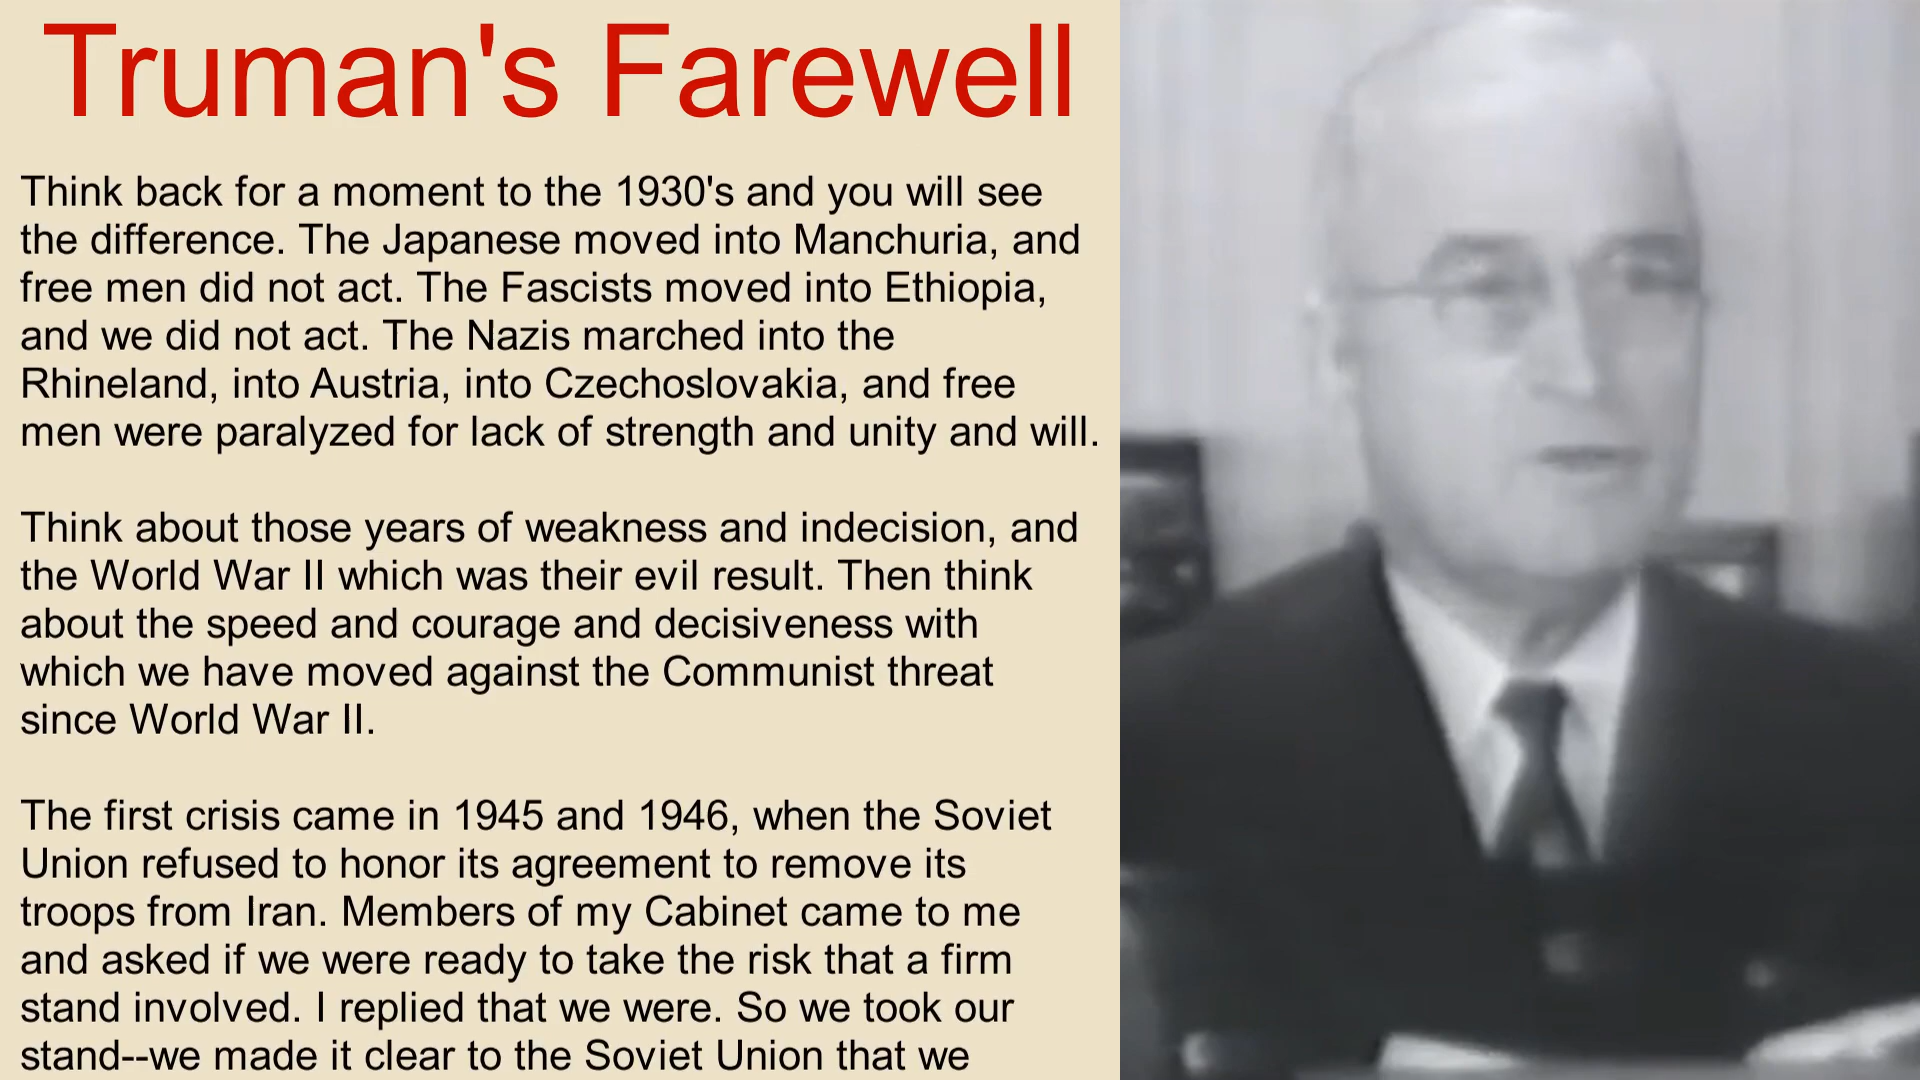 Truman's Farewell
Think back for a moment to the 1930's and you will see
the difference. The Japanese moved into Manchuria, and
free men did not act. The Fascists moved into Ethiopia,
and we did not act. The Nazis marched into the
Rhineland, into Austria, into Czechoslovakia, and free
men were paralyzed for lack of strength and unity and will.
Think about those years of weakness and indecision, and
the World War II which was their evil result. Then think
about the speed and courage and decisiveness with
which we have moved against the Communist threat
since World War II.
The first crisis came in 1945 and 1946, when the Soviet
Union refused to honor its agreement to remove its
troops from Iran. Members of my Cabinet came to me
and asked if we were ready to take the risk that a firm
stand involved. I replied that we were. So we took our
stand--we made it clear to the Soviet Union that we